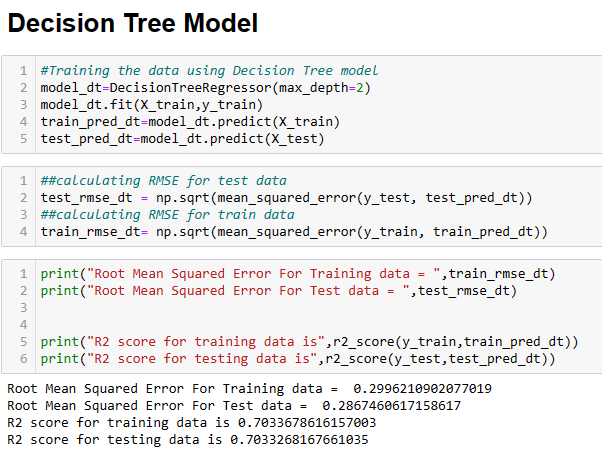 Decision Tree Model
1 #Training the data using Decision Tree model
2 model_dt=DecisionTreeRegressor(max_depth=2)
3 model_dt.fit(X_train,y_train)
4 train_pred_dt=model_dt.predict(X_train)
5 test_pred_dt=model_dt.predict(X_test)
1 ##calculating RMSE for test data
2 test_rmse_dt = np.sqrt(mean_squared_error(y_test, test_pred_dt))
3 ##calculating RMSE for train data
4 train_rmse_dt= np.sqrt(mean_squared_error(y_train, train_pred_dt))
1 print("Root Mean Squared Error For Training data = ",train_rmse_dt)
2 print("Root Mean Squared Error For Test data = ",test_rmse_dt)
3
4
5 print("R2 score for training data is",r2_score(y_train,train_pred_dt))
6 print("R2 score for testing data is",r2_score(y_test,test_pred_dt))
Root Mean Squared Error For Training data =  0.2996210902077019
Root Mean Squared Error For Test data =  0.2867460617158617
R2 score for training data is 0.7033678616157003
R2 score for testing data is 0.7033268167661035